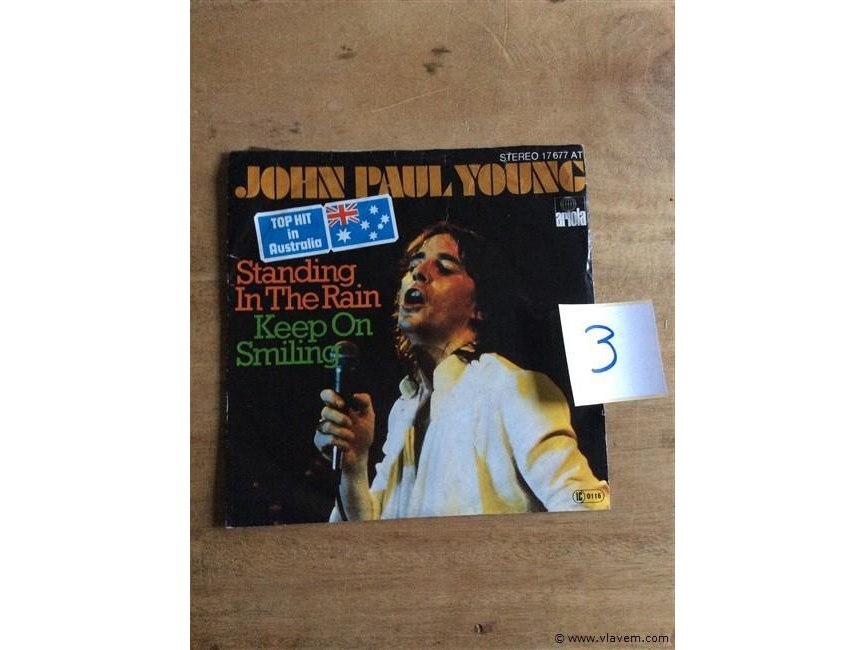 STEREO 17 677 AT
JOHN PAUL YOUNG
ariola
TOP HIT
in
Australia
Standing
In The Rain
Keep On
Smiling
3
IC 0116
© www.vlavem.com